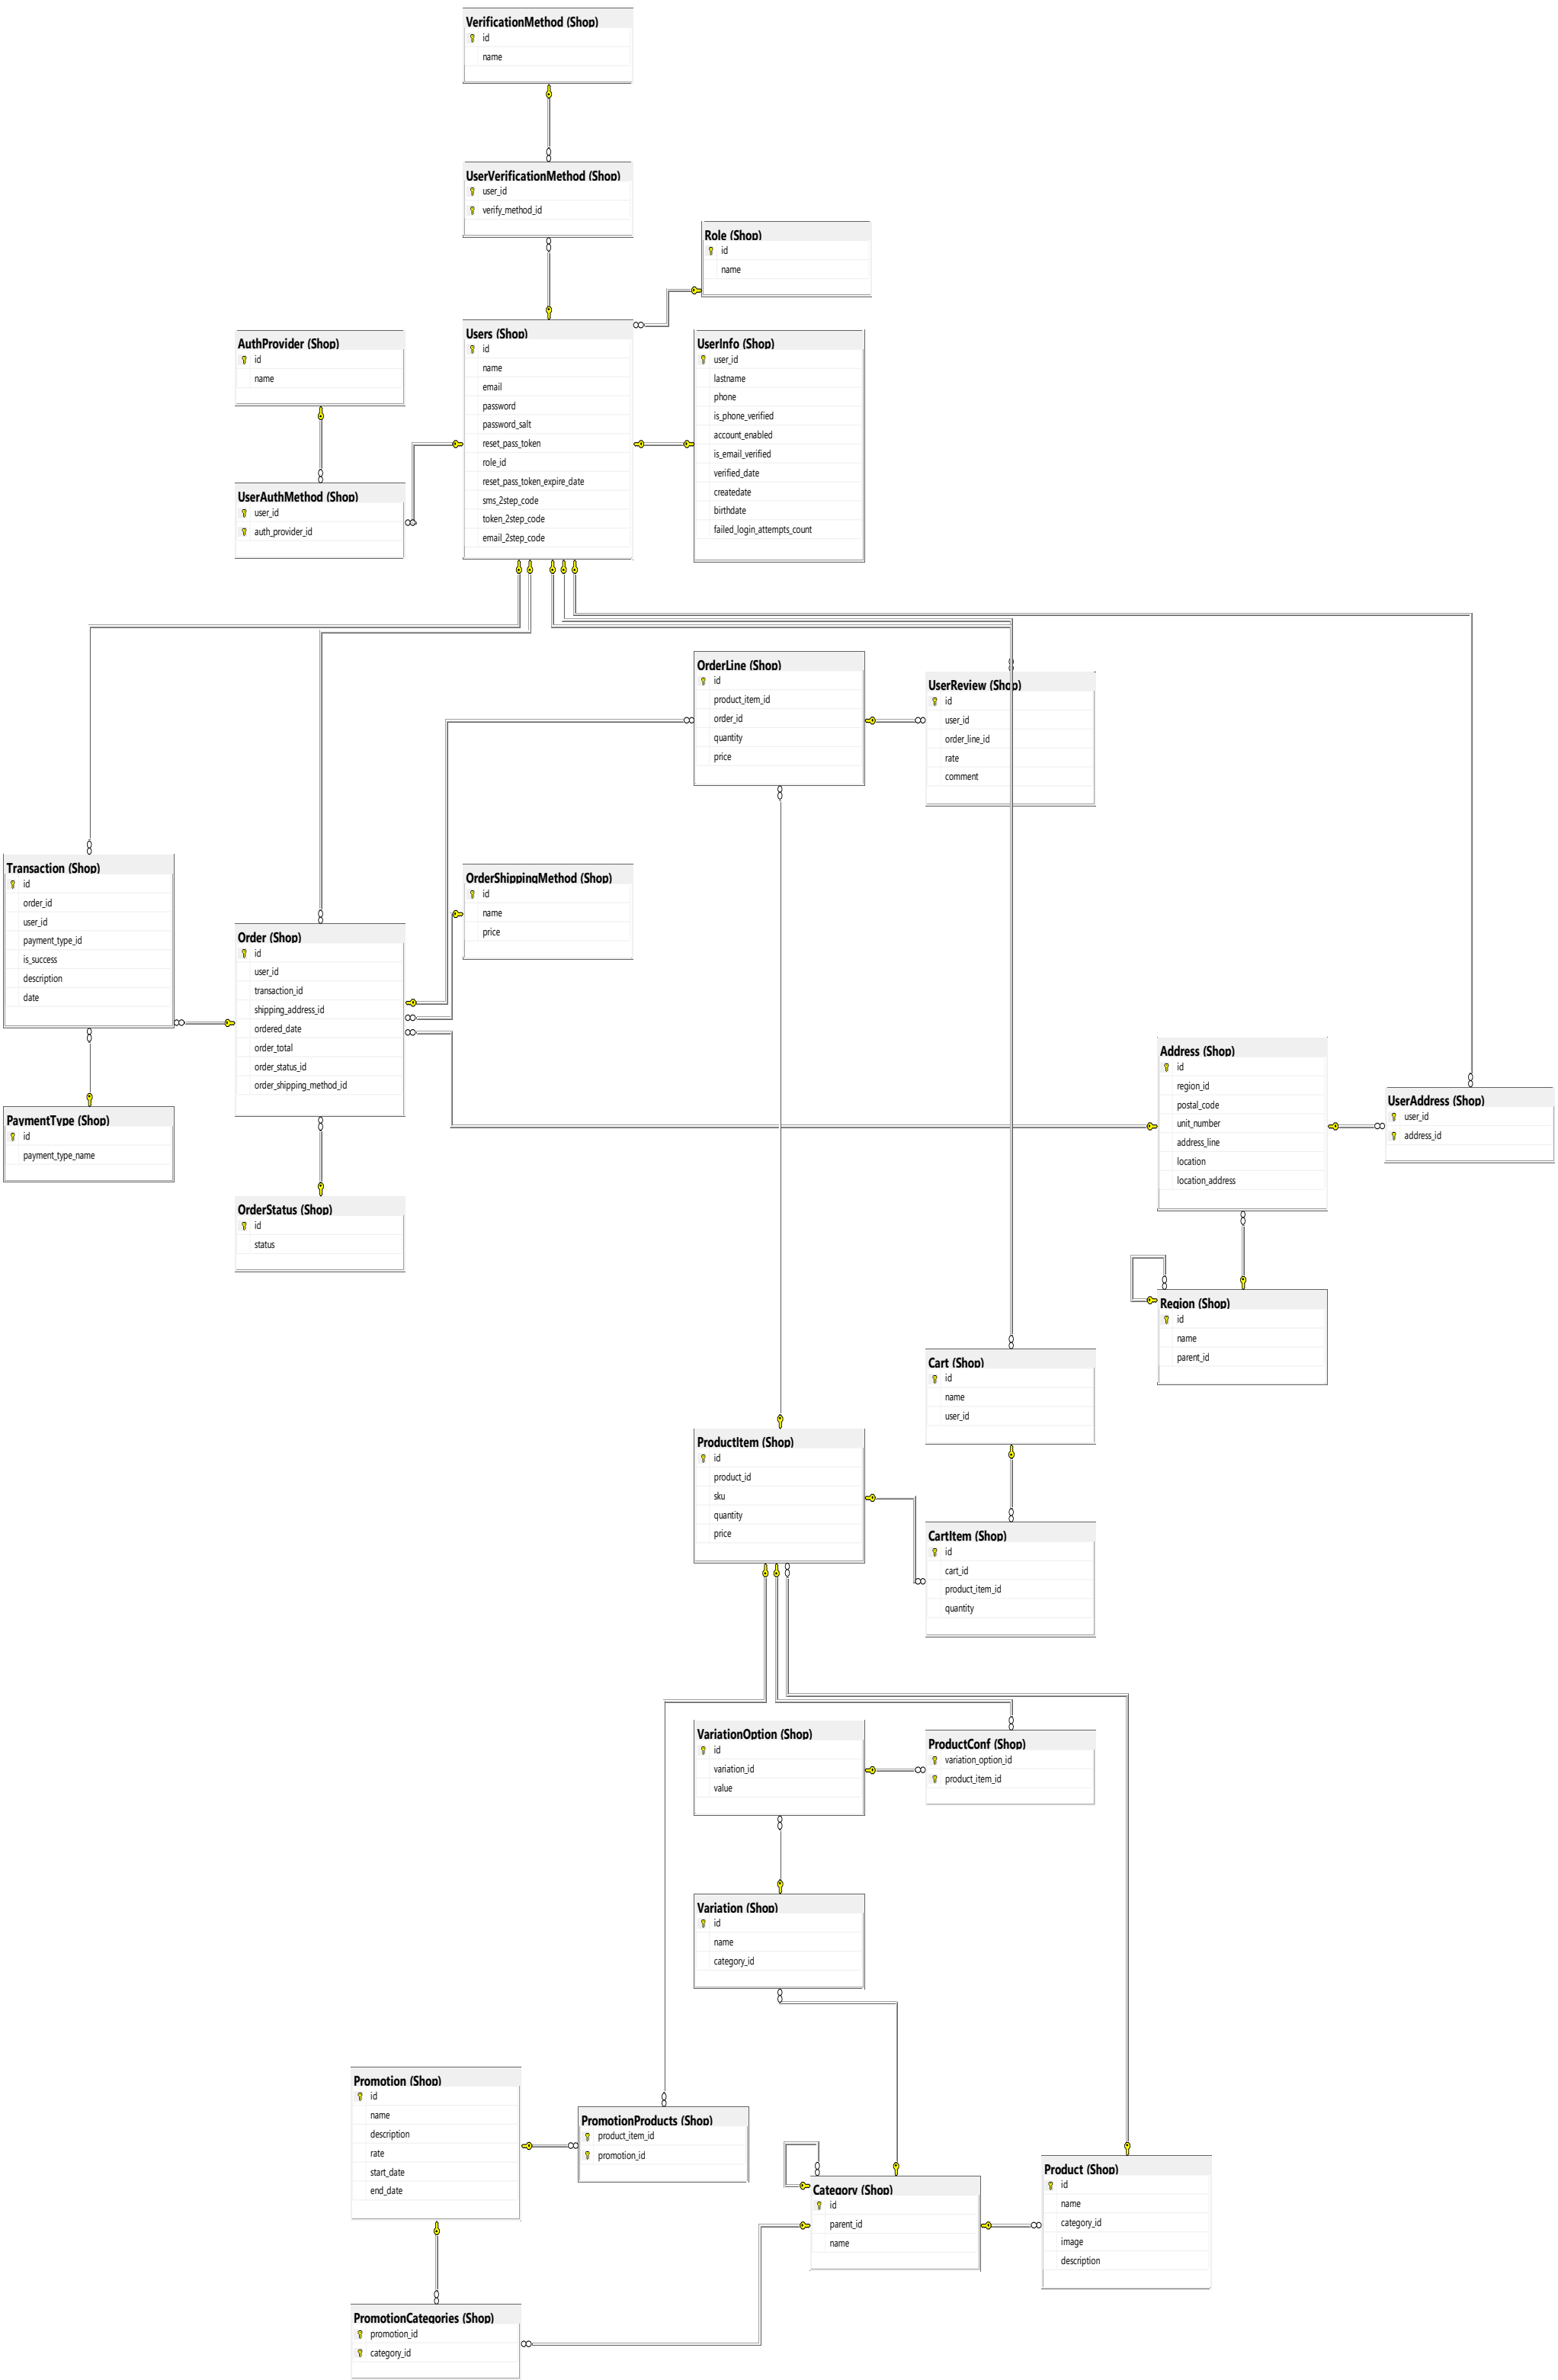 VerificationMethod (Shop)
id
name
UserVerificationMethod (Shop)
user_id
verify_method_id
Role (Shop)
id
name
AuthProvider (Shop)
id
name
Users (Shop)
id
name
email
password
password_salt
reset_pass_token
role_id
reset_pass_token_expire_date
sms_2step_code
token_2step_code
email_2step_code
UserInfo (Shop)
user_id
lastname
phone
is_phone_verified
account_enabled
is_email_verified
verified_date
createdate
birthdate
failed_login_attempts_count
UserAuthMethod (Shop)
user_id
auth_provider_id
OrderLine (Shop)
id
product_item_id
order_id
quantity
price
UserReview (Shop)
id
user_id
order_line_id
rate
comment
Transaction (Shop)
id
order_id
user_id
payment_type_id
is_success
description
date
OrderShippingMethod (Shop)
id
name
price
Order (Shop)
id
user_id
transaction_id
shipping_address_id
ordered_date
order_total
order_status_id
order_shipping_method_id
Address (Shop)
id
region_id
postal_code
unit_number
address_line
location
location_address
UserAddress (Shop)
user_id
address_id
PaymentType (Shop)
id
payment_type_name
OrderStatus (Shop)
id
status
Region (Shop)
id
name
parent_id
Cart (Shop)
id
name
user_id
ProductItem (Shop)
id
product_id
sku
quantity
price
CartItem (Shop)
id
cart_id
product_item_id
quantity
VariationOption (Shop)
id
variation_id
value
ProductConf (Shop)
variation_option_id
product_item_id
Variation (Shop)
id
name
category_id
Promotion (Shop)
id
name
description
rate
start_date
end_date
PromotionProducts (Shop)
product_item_id
promotion_id
Category (Shop)
id
parent_id
name
Product (Shop)
id
name
category_id
image
description
PromotionCategories (Shop)
promotion_id
category_id